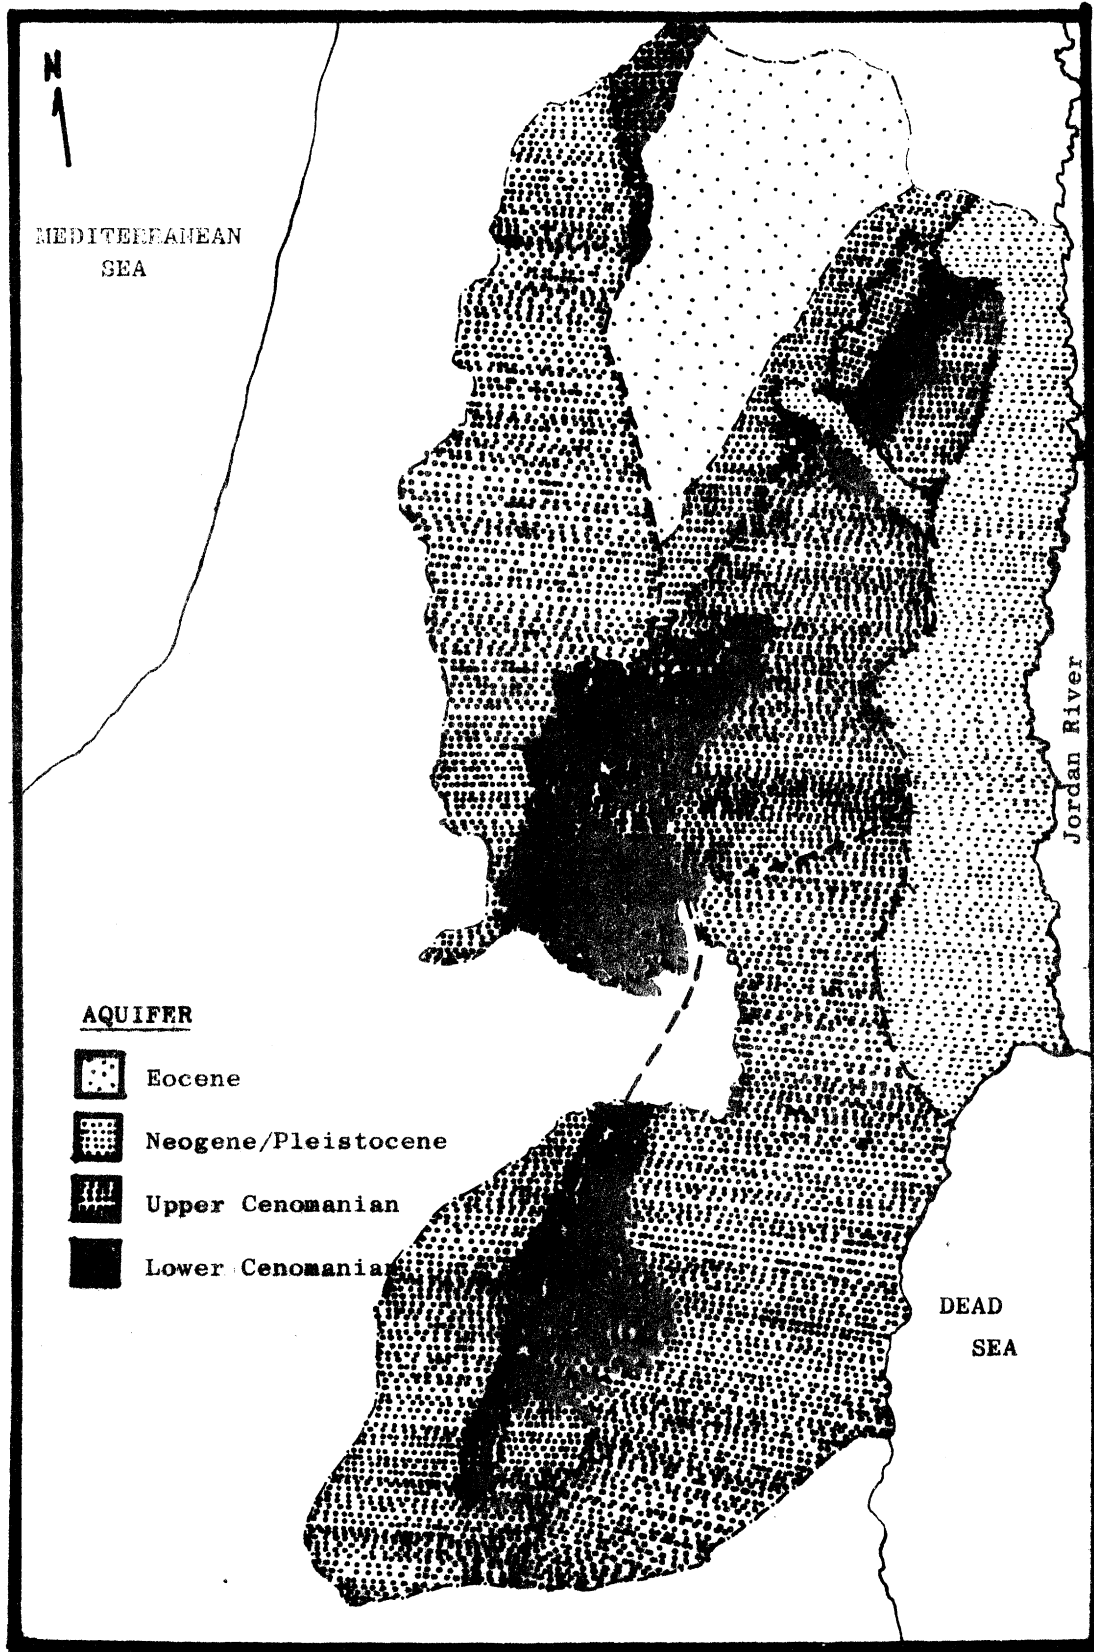 N
MEDITERRANEAN
SEA
Jordan River
AQUIFER
Eocene
Neogene/Pleistocene
Upper Cenomanian
Lower Cenomanian
DEAD
SEA